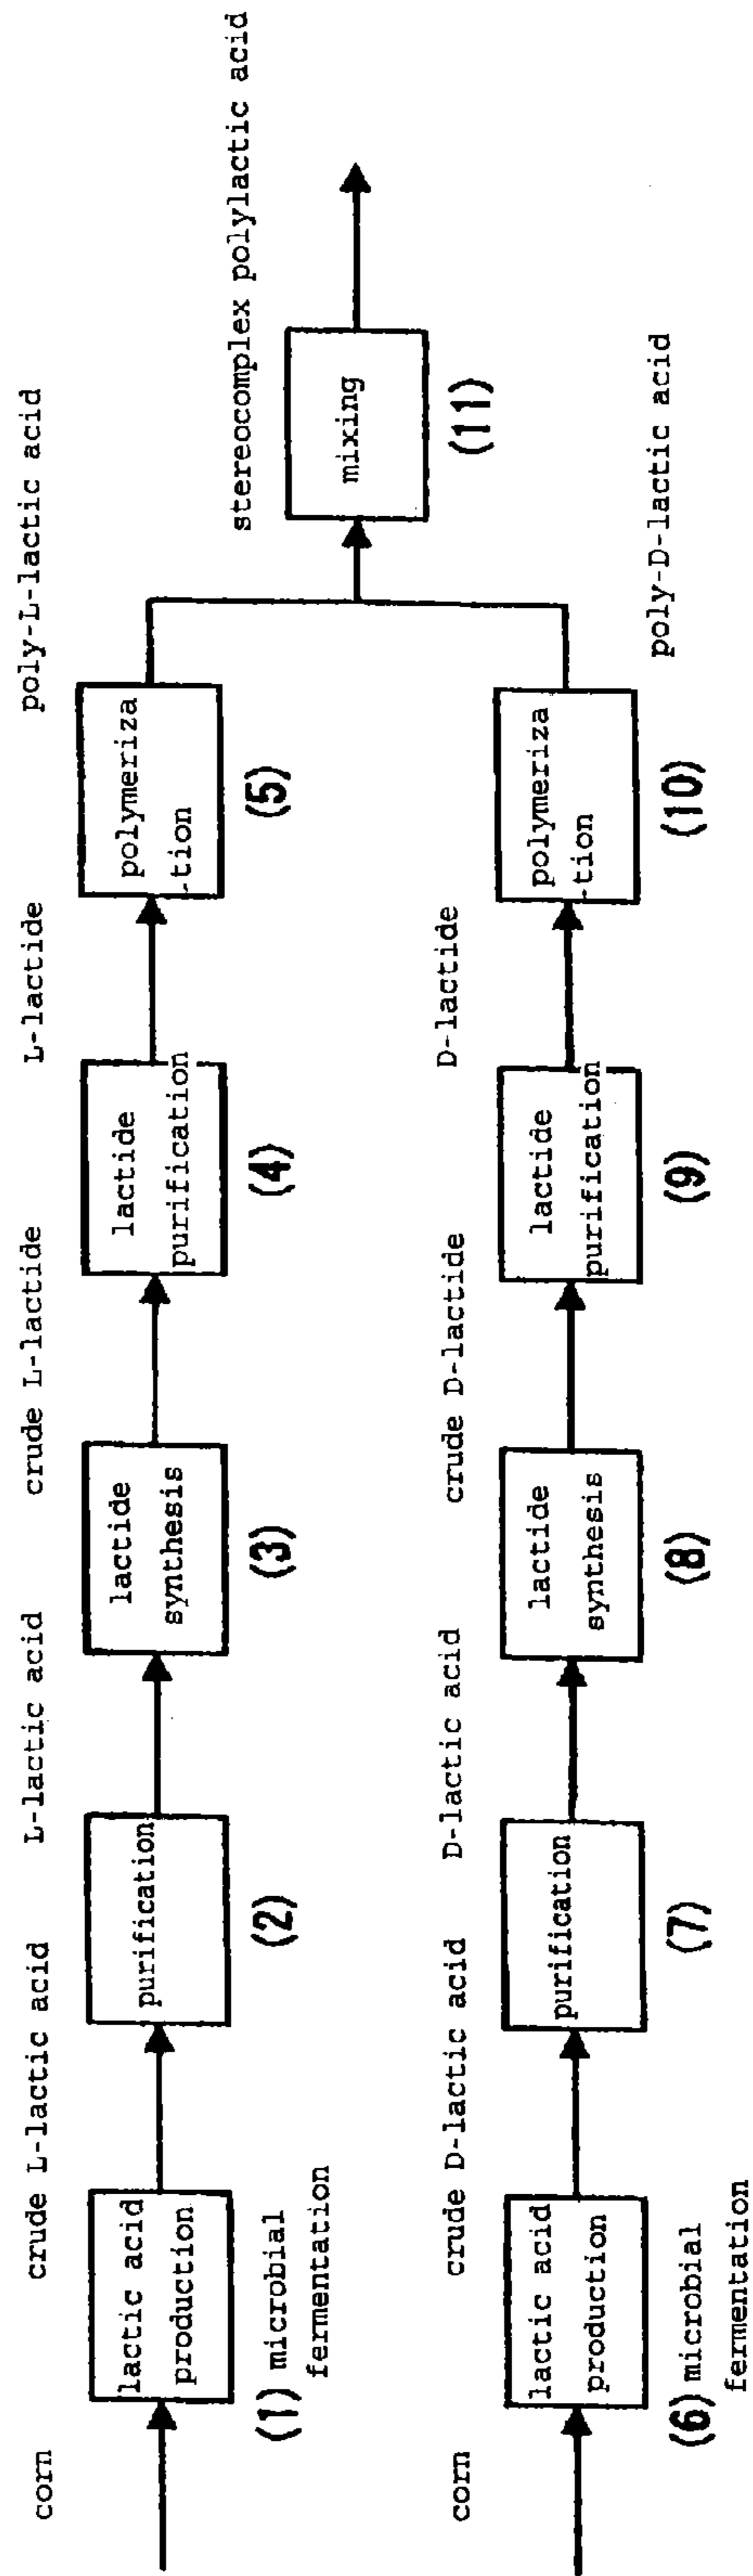 corn
crude L-lactic acid
L-lactic acid
crude L-lactide
L-lactide
poly-L-lactic acid
stereocomplex polylactic acid
lactic acid
production
purification
lactide
synthesis
lactide
purification
polymeriza
-tion
mixing
(1) microbial
fermentation
(2)
(3)
(4)
(5)
(11)
corn
crude D-lactic acid
D-lactic acid
crude D-lactide
D-lactide
poly-D-lactic acid
lactic acid
production
purification
lactide
synthesis
lactide
purification
polymeriza
-tion
(6) microbial
fermentation
(7)
(8)
(9)
(10)